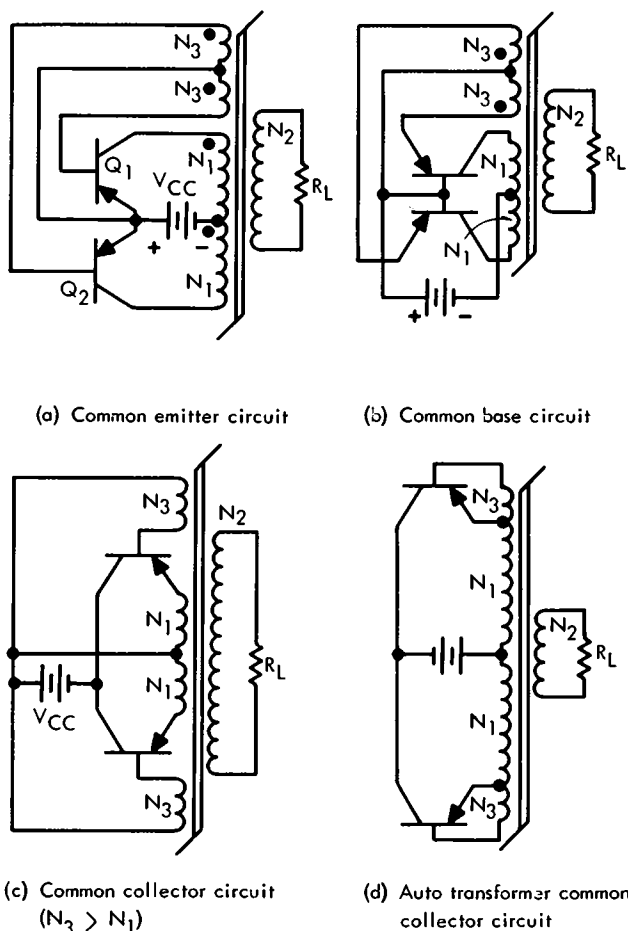 N3
N3
Q1
N1
VCC
+ -
N1
Q2
N2
RL
(a) Common emitter circuit
N3
N3
N1
N1
+ -
N2
RL
(b) Common base circuit
N3
N2
N1
N1
VCC
N3
RL
(c) Common collector circuit
(N3 > N1)
N3
N1
N2
RL
N1
N3
(d) Auto transformer common
collector circuit